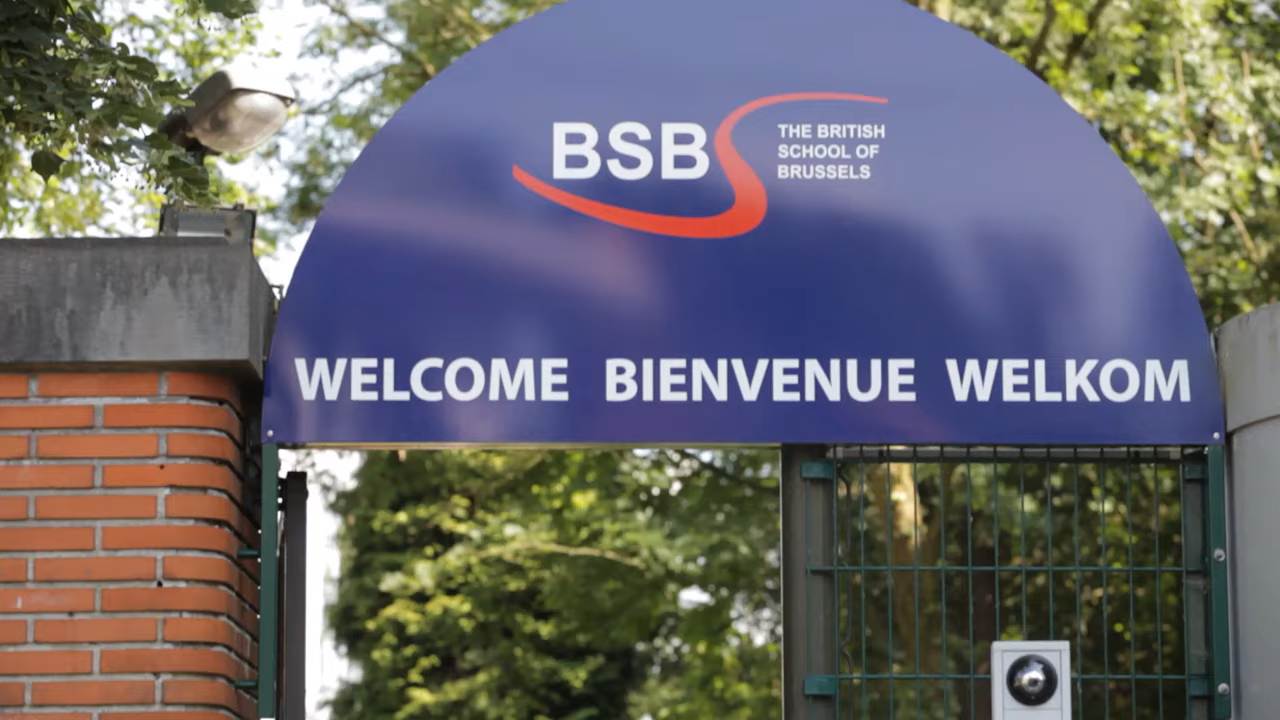 BSB
THE BRITISH
SCHOOL OF
BRUSSELS
WELCOME BIENVENUE WELKOM